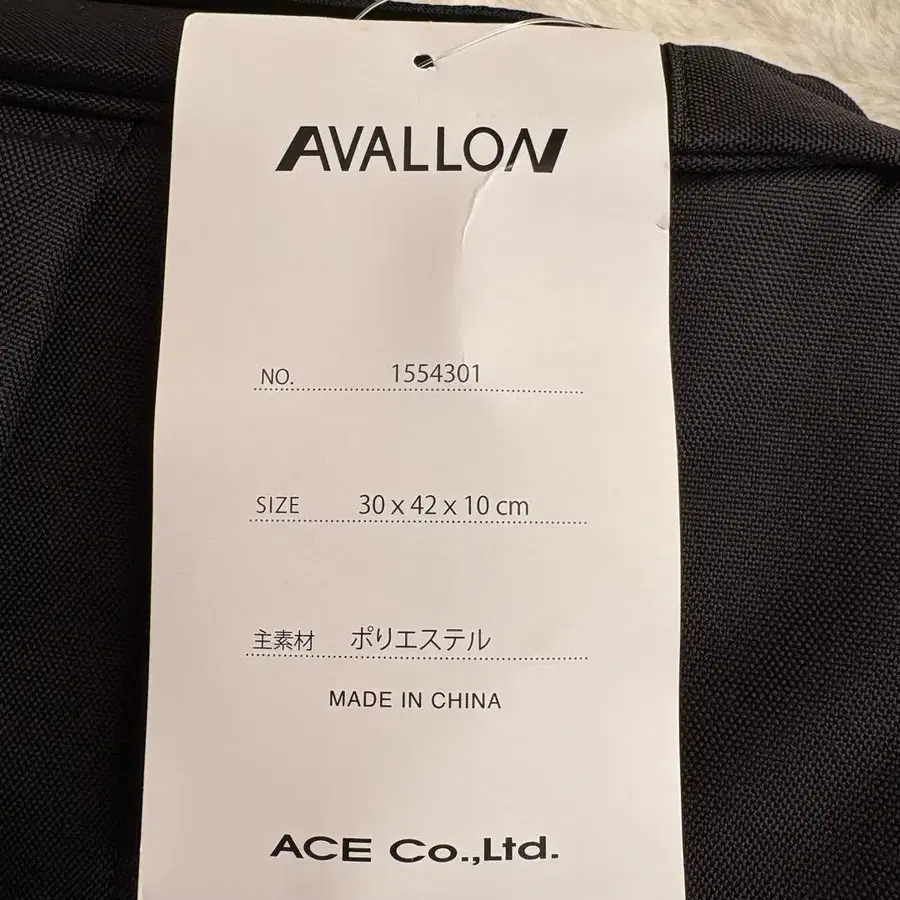 AVALLON
NO. 1554301
SIZE 30 x 42 x 10 cm
主素材 ポリエステル
MADE IN CHINA
ACE Co.,Ltd.